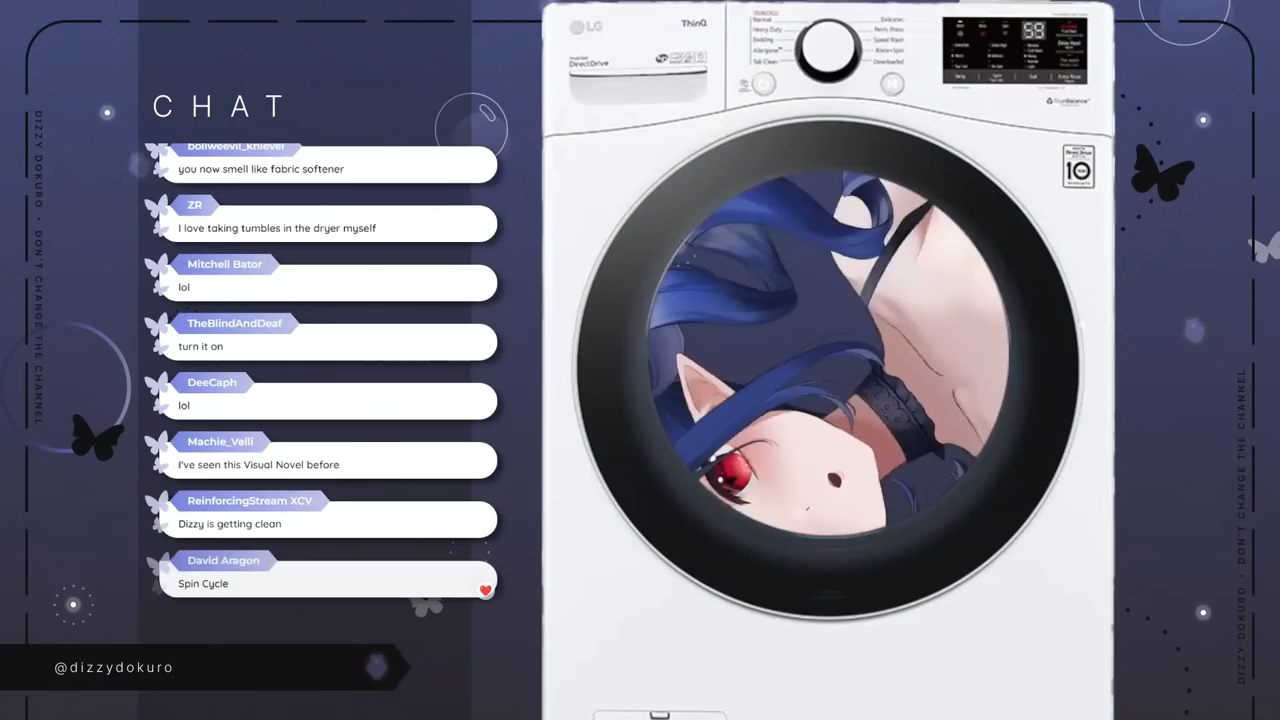 CHAT
bollweevil_knievel
you now smell like fabric softener
ZR
I love taking tumbles in the dryer myself
Mitchell Bator
lol
TheBlindAndDeaf
turn it on
DeeCaph
lol
Machie_Velli
I've seen this Visual Novel before
ReinforcingStream XCV
Dizzy is getting clean
David Aragon
Spin Cycle
@dizzydokuro
DIZZY DOKURO • DON'T CHANGE THE CHANNEL
LG
ThinQ
DirectDrive
Normal
Heavy Duty
Bedding
Allergiene
Tub Clean
Delicates
Perm. Press
Speed Wash
Rinse+Spin
Downloaded
TrueBalance
10
DIZZY DOKURO • DON'T CHANGE THE CHANNEL